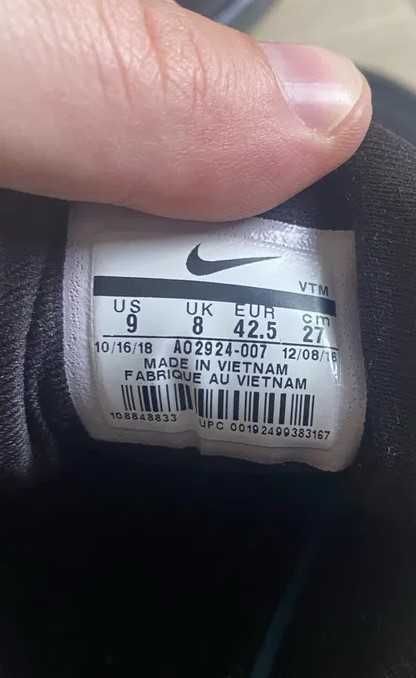 VTM
US UK EUR cm
9 8 42.5 27
10/16/18 AO2924-007 12/08/18
MADE IN VIETNAM
FABRIQUE AU VIETNAM
108848833 UPC 00192499383167